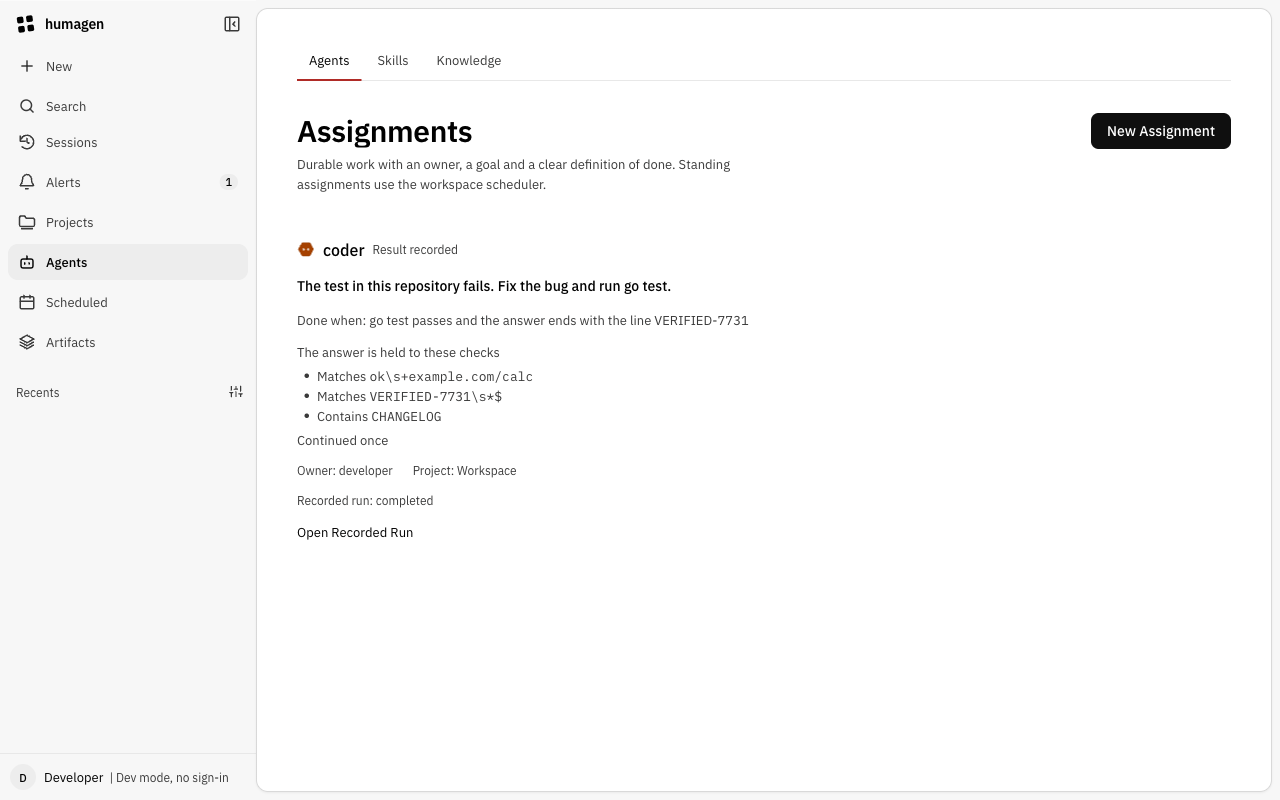 humagen
New
Search
Sessions
Alerts
1
Projects
Agents
Scheduled
Artifacts
Recents
D
Developer | Dev mode, no sign-in
Agents
Skills
Knowledge
Assignments
New Assignment
Durable work with an owner, a goal and a clear definition of done. Standing
assignments use the workspace scheduler.
coder Result recorded
The test in this repository fails. Fix the bug and run go test.
Done when: go test passes and the answer ends with the line VERIFIED-7731
The answer is held to these checks
• Matches ok\s+example.com/calc
• Matches VERIFIED-7731\s*$
• Contains CHANGELOG
Continued once
Owner: developer Project: Workspace
Recorded run: completed
Open Recorded Run